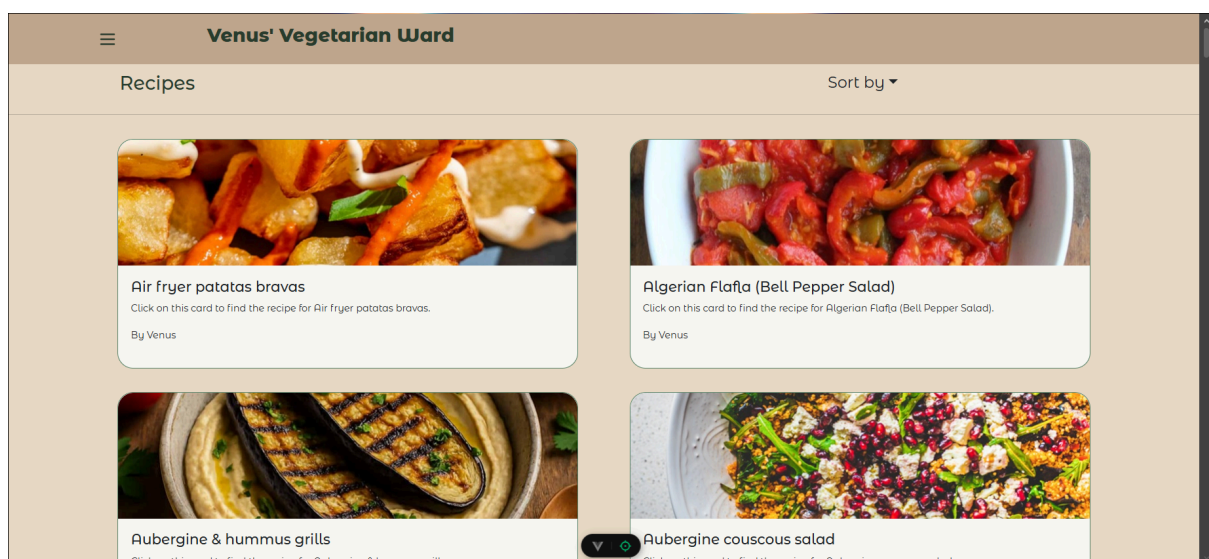 Venus' Vegetarian Ward
Recipes
Sort by
Air fryer patatas bravas
Click on this card to find the recipe for Air fryer patatas bravas.
By Venus
Algerian Flafla (Bell Pepper Salad)
Click on this card to find the recipe for Algerian Flafla (Bell Pepper Salad).
By Venus
Aubergine & hummus grills
Aubergine couscous salad